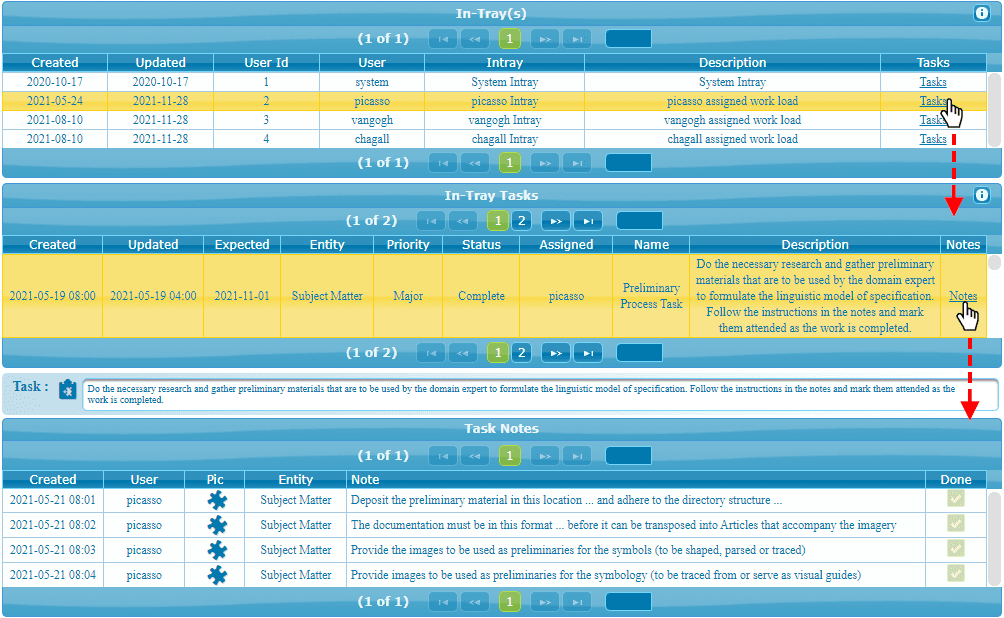 In-Tray(s)
(1 of 1) 1
Created Updated User Id User Intray Description Tasks
2020-10-17 2020-10-17 1 system System Intray System Intray Tasks
2021-05-24 2021-11-28 2 picasso picasso Intray picasso assigned work load Tasks
2021-08-10 2021-11-28 3 vangogh vangogh Intray vangogh assigned work load Tasks
2021-08-10 2021-11-28 4 chagall chagall Intray chagall assigned work load Tasks
(1 of 1) 1
In-Tray Tasks
(1 of 2) 1 2
Created Updated Expected Entity Priority Status Assigned Name Description Notes
2021-05-19 08:00 2021-05-19 04:00 2021-11-01 Subject Matter Major Complete picasso
Preliminary
Process Task
Do the necessary research and gather preliminary
materials that are to be used by the domain expert
to formulate the linguistic model of specification.
Follow the instructions in the notes and mark
them attended as the work is completed.
Notes
(1 of 2) 1 2
Task :
Do the necessary research and gather preliminary materials that are to be used by the domain expert to formulate the linguistic model of specification. Follow the instructions in the notes and mark them attended as the
work is completed.
Task Notes
(1 of 1) 1
Created User Pic Entity Note Done
2021-05-21 08:01 picasso Subject Matter Deposit the preliminary material in this location ... and adhere to the directory structure ...
2021-05-21 08:02 picasso Subject Matter The documentation must be in this format ... before it can be transposed into Articles that accompany the imagery
2021-05-21 08:03 picasso Subject Matter Provide the images to be used as preliminaries for the symbols (to be shaped, parsed or traced)
2021-05-21 08:04 picasso Subject Matter Provide images to be used as preliminaries for the symbology (to be traced from or serve as visual guides)
(1 of 1) 1